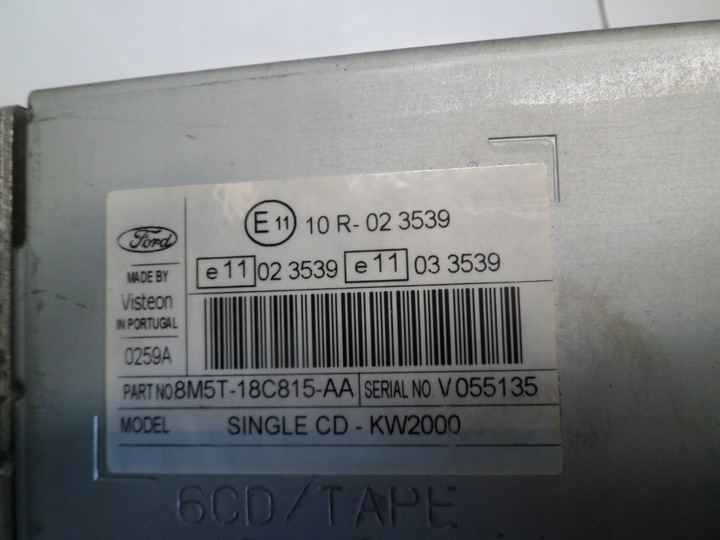 E 11 10 R- 02 3539
Ford
e 11 02 3539 e 11 03 3539
MADE BY
Visteon
IN PORTUGAL
0259A
PART NO 8M5T-18C815-AA SERIAL NO. V 055135
MODEL SINGLE CD - KW2000
6CD/TAPE